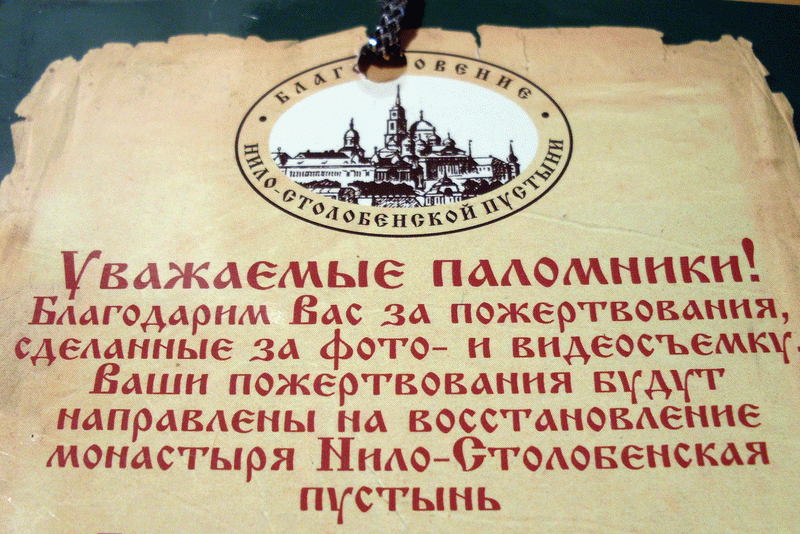 БЛАГОСЛОВЕНИЕ
НИЛО-СТОЛОБЕНСКОЙ ПУСТЫНИ
Уважаемые паломники!
Благодарим Вас за пожертвования,
сделанные за фото- и видеосъемку.
Ваши пожертвования будут
направлены на восстановление
монастыря Нило-Столобенская
пустынь